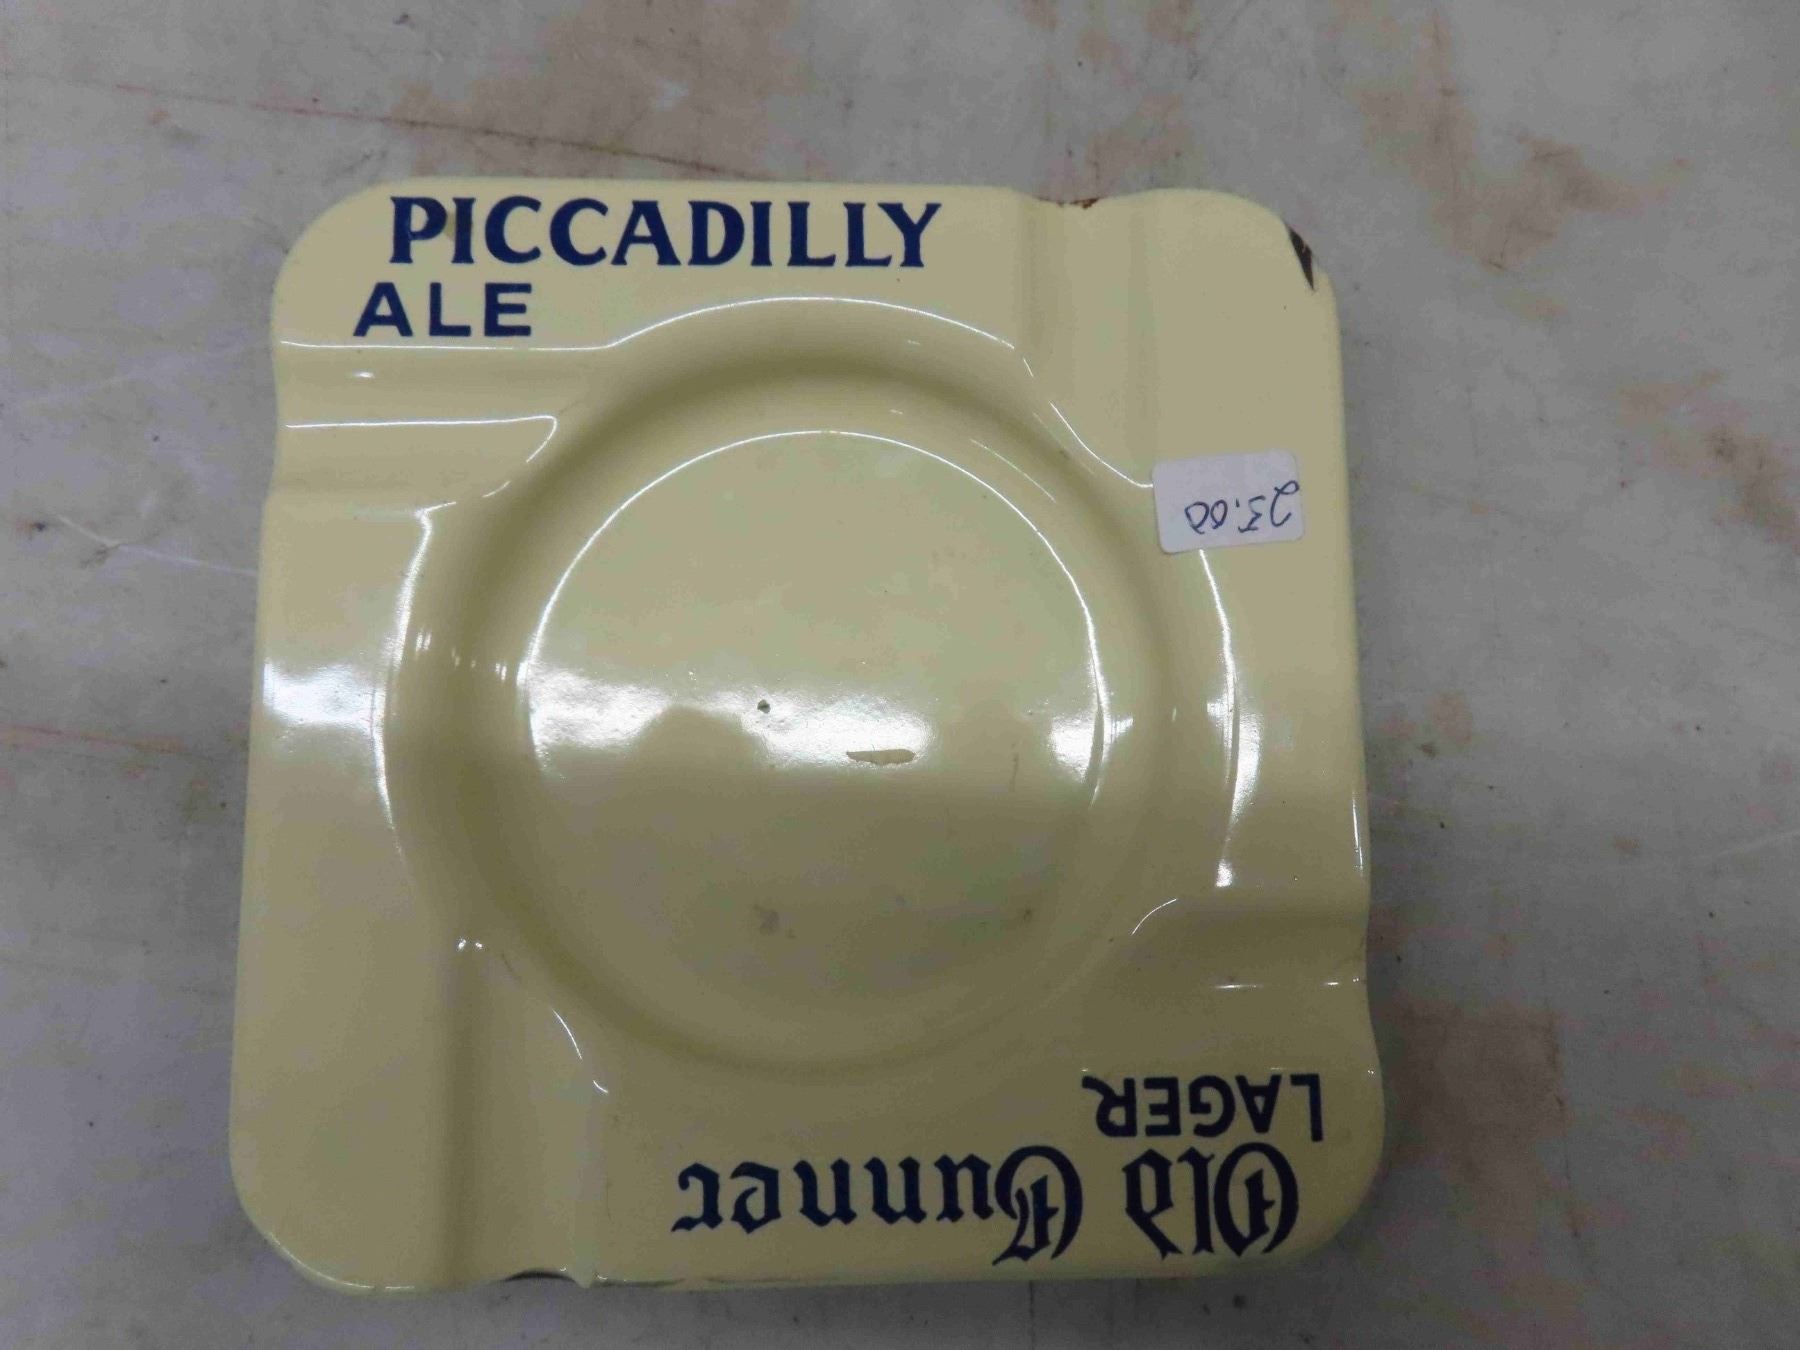 PICCADILLY
ALE
25.00
Old Gunner
LAGER